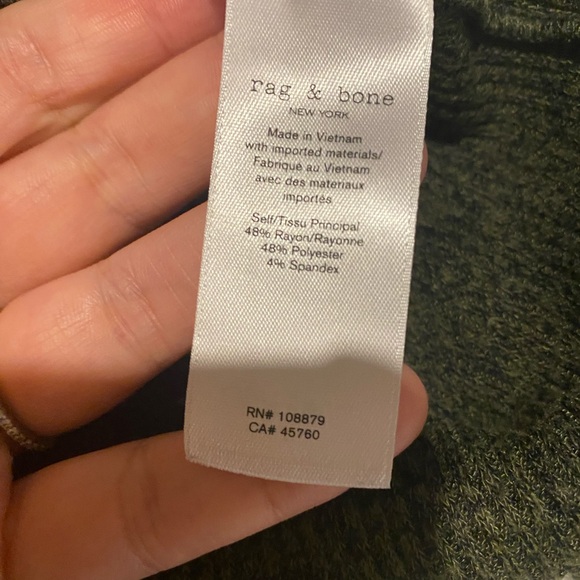 rag & bone
NEW YORK
Made in Vietnam
with imported materials/
Fabriqué au Vietnam
avec des materiaux
importés
Self/Tissu Principal
48% Rayon/Rayonne
48% Polyester
4% Spandex
RN# 108879
CA# 45760